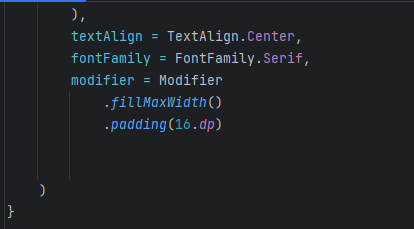 ),
textAlign = TextAlign.Center,
fontFamily = FontFamily.Serif,
modifier = Modifier
.fillMaxWidth()
.padding(16.dp)
)
}